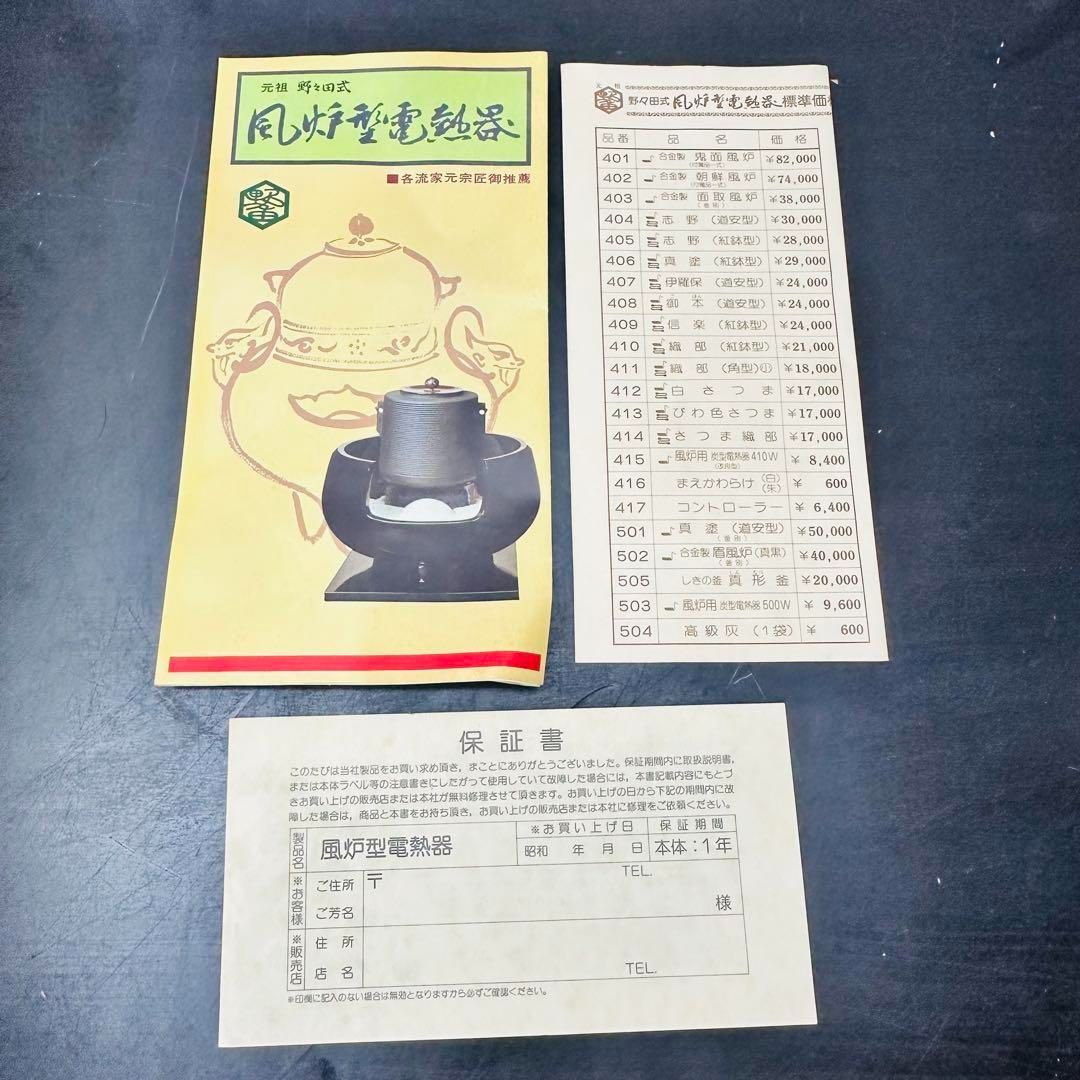 元祖 野々田式
風炉型電熱器
■各流家元宗匠御推薦
元祖
野々田式 風炉型電熱器 標準価
品番 品名 価格
401 合金製 鬼面風炉 (付属品一式) ¥82,000
402 合金製 朝鮮風炉 (付属品一式) ¥74,000
403 合金製 面取風炉 (釜別) ¥38,000
404 志野 (道安型) ¥30,000
405 志野 (紅鉢型) ¥28,000
406 真塗 (紅鉢型) ¥29,000
407 伊羅保 (道安型) ¥24,000
408 御本 (道安型) ¥24,000
409 信楽 (紅鉢型) ¥24,000
410 織部 (紅鉢型) ¥21,000
411 織部 (角型)㊤ ¥18,000
412 白さつま ¥17,000
413 びわ色さつま ¥17,000
414 さつま織部 ¥17,000
415 風炉用 炭型電熱器 410W ¥8,400
416 まえかわらけ (白)(朱) ¥600
417 コントローラー ¥6,400
501 真塗 (道安型) (釜別) ¥50,000
502 合金製 眉風炉 (真黒) (釜別) ¥40,000
505 しきの釜 真形釜 ¥20,000
503 風炉用 炭型電熱器 500W ¥9,600
504 高級灰 (1袋) ¥600
保証書
このたびは当社製品をお買い求め頂き,まことにありがとうございました。保証期間内に取扱説明書,
または本体ラベル等の注意書きにしたがって使用していて故障した場合には,本書記載内容にもとづ
きお買い上げの販売店または本社が無料修理させて頂きます。お買い上げの日から下記の期間内に故
障した場合は,商品と本書をお持ち頂き,お買い上げの販売店または本社に修理をご依頼ください。
製品名 風炉型電熱器 ※お買い上げ日 保証期間
昭和 年 月 日 本体:1年
※お客様 ご住所 〒 TEL.
ご芳名 様
※販売店 住所
店名 TEL.
※印欄に記入のない場合は無効となりますから必ずご確認ください。